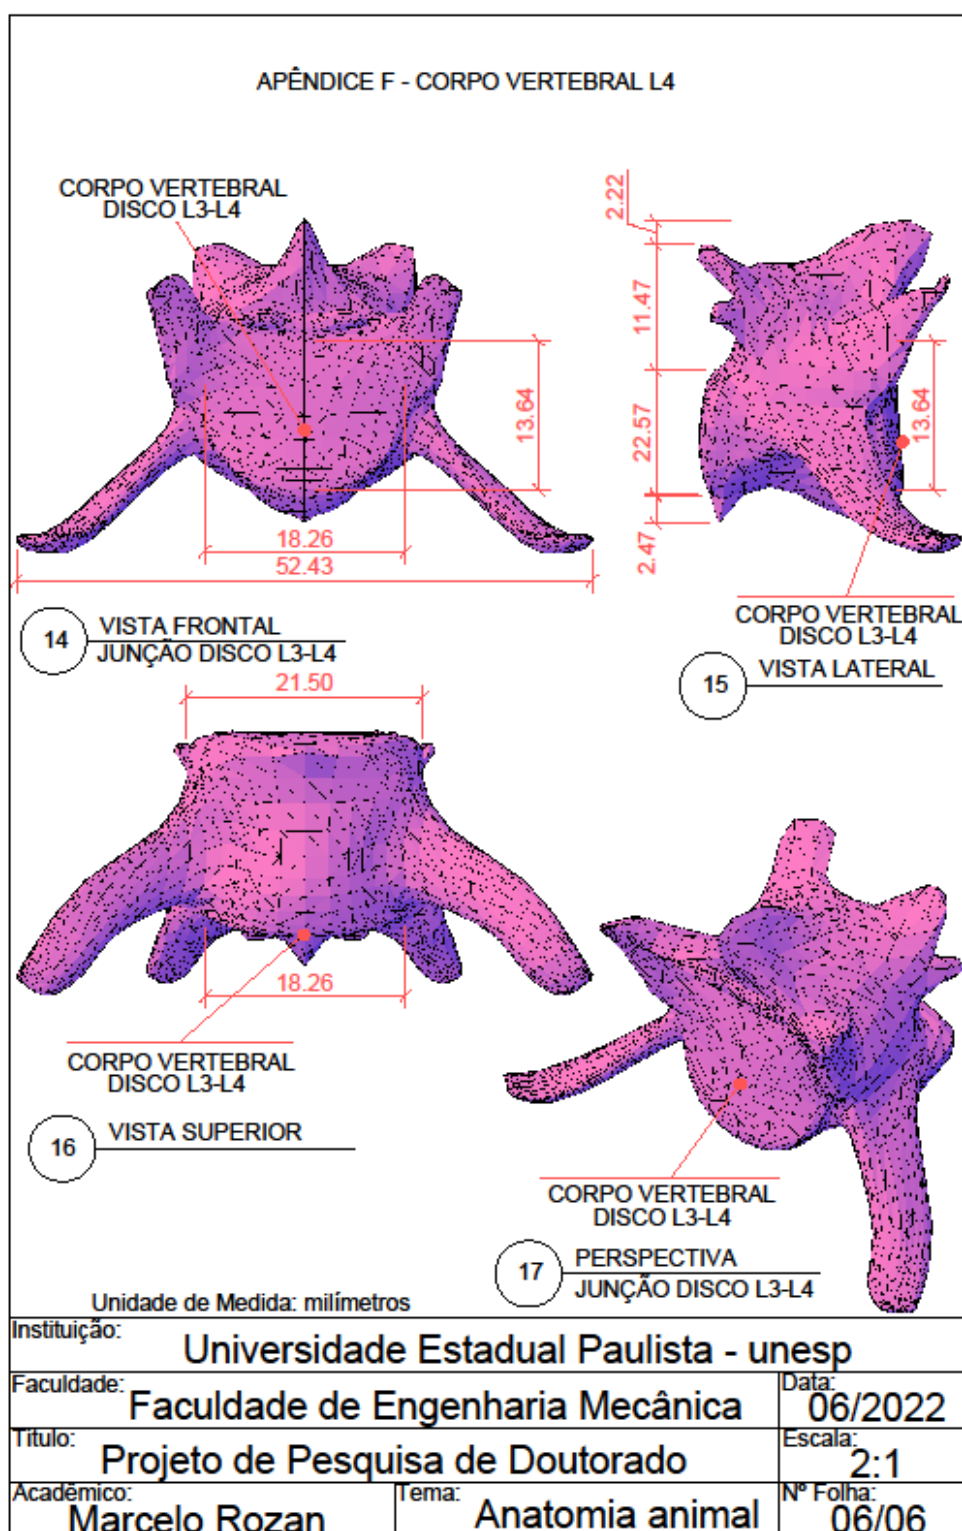 APÊNDICE F - CORPO VERTEBRAL L4
CORPO VERTEBRAL
DISCO L3-L4
2.22
11.47
13.64
22.57
13.64
2.47
18.26
52.43
14
VISTA FRONTAL
JUNÇÃO DISCO L3-L4
CORPO VERTEBRAL
DISCO L3-L4
15
VISTA LATERAL
21.50
18.26
CORPO VERTEBRAL
DISCO L3-L4
16
VISTA SUPERIOR
CORPO VERTEBRAL
DISCO L3-L4
17
PERSPECTIVA
JUNÇÃO DISCO L3-L4
Unidade de Medida: milímetros
Instituição:
Universidade Estadual Paulista - unesp
Faculdade:
Faculdade de Engenharia Mecânica
Data:
06/2022
Titulo:
Projeto de Pesquisa de Doutorado
Escala:
2:1
Acadêmico:
Marcelo Rozan
Tema:
Anatomia animal
Nº Folha:
06/06